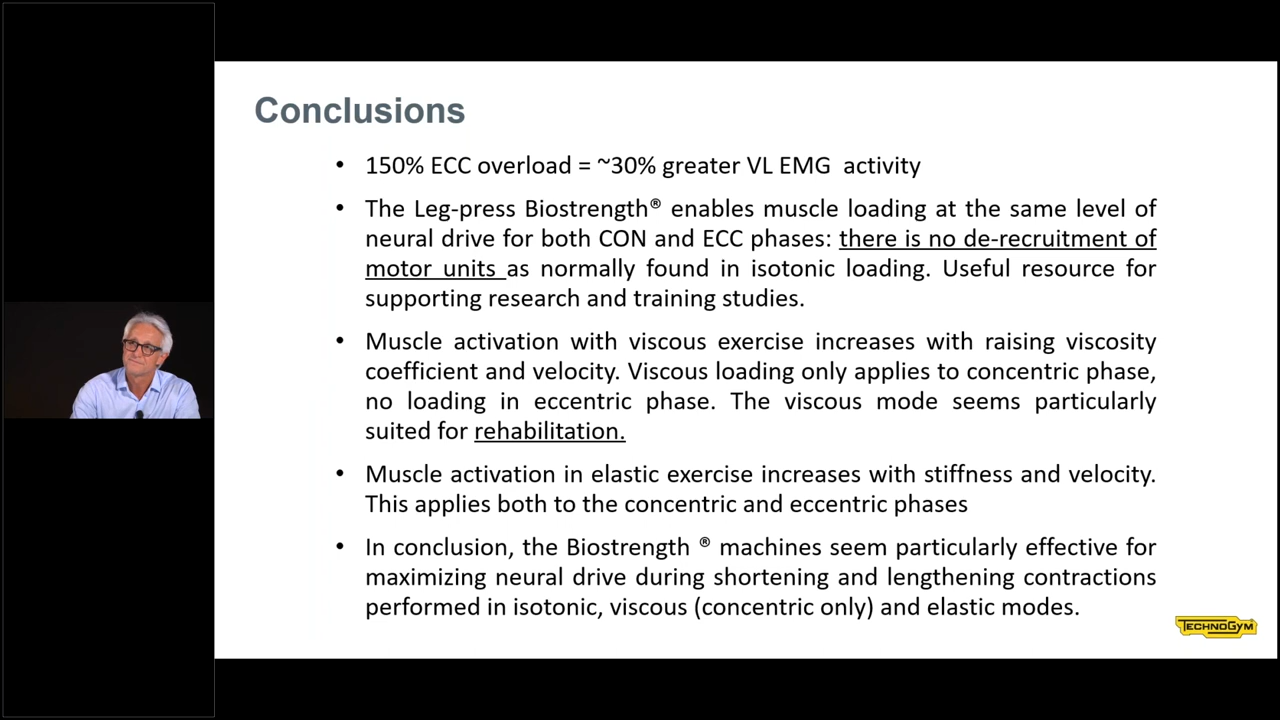 Conclusions
• 150% ECC overload = ~30% greater VL EMG activity
• The Leg-press Biostrength® enables muscle loading at the same level of
neural drive for both CON and ECC phases: there is no de-recruitment of
motor units as normally found in isotonic loading. Useful resource for
supporting research and training studies.
• Muscle activation with viscous exercise increases with raising viscosity
coefficient and velocity. Viscous loading only applies to concentric phase,
no loading in eccentric phase. The viscous mode seems particularly
suited for rehabilitation.
• Muscle activation in elastic exercise increases with stiffness and velocity.
This applies both to the concentric and eccentric phases
• In conclusion, the Biostrength ® machines seem particularly effective for
maximizing neural drive during shortening and lengthening contractions
performed in isotonic, viscous (concentric only) and elastic modes.
TECHNOGYM